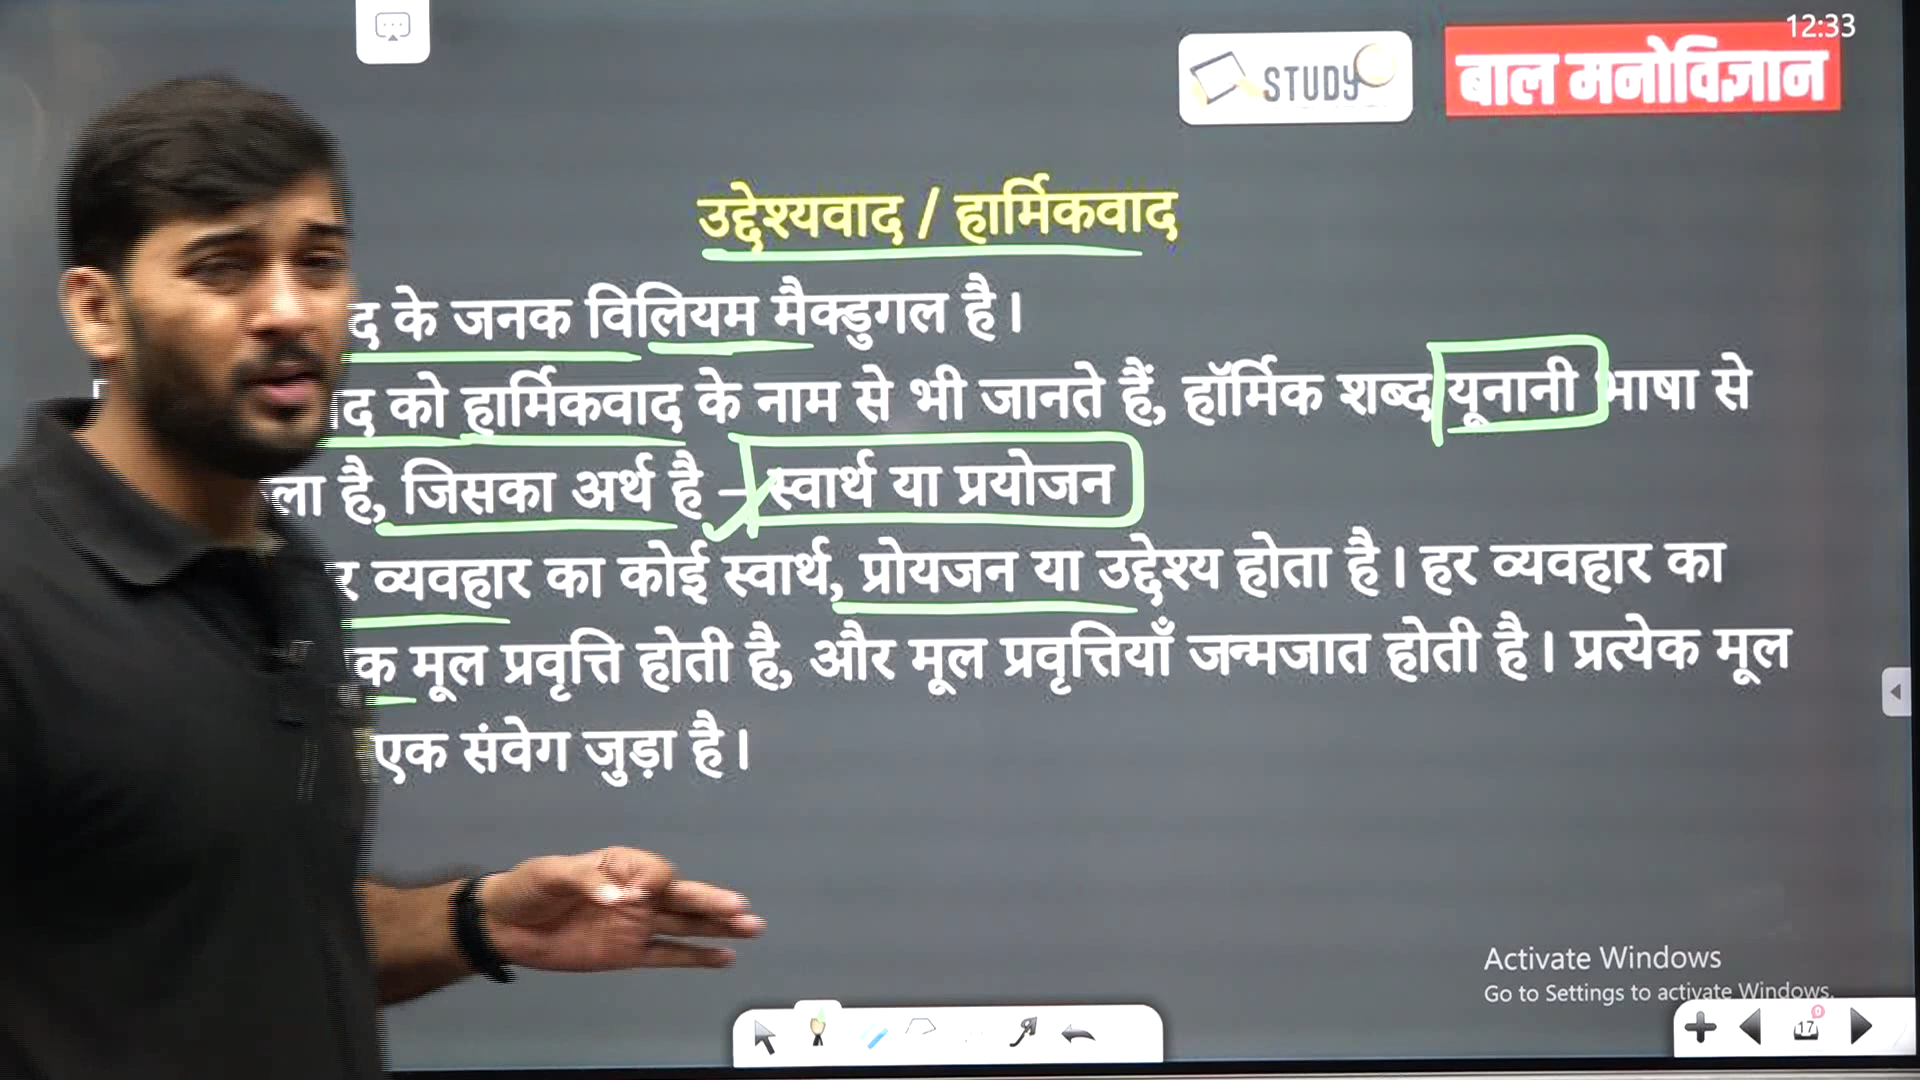 12:33
STUDY
बाल मनोविज्ञान
उद्देश्यवाद / हार्मिकवाद
के जनक विलियम मैक्डुगल है।
को हार्मिकवाद के नाम से भी जानते हैं, हॉर्मिक शब्द यूनानी भाषा से
है, जिसका अर्थ है – स्वार्थ या प्रयोजन
व्यवहार का कोई स्वार्थ, प्रोयजन या उद्देश्य होता है। हर व्यवहार का
मूल प्रवृत्ति होती है, और मूल प्रवृत्तियाँ जन्मजात होती है। प्रत्येक मूल
एक संवेग जुड़ा है।
Activate Windows
Go to Settings to activate Windows.
17